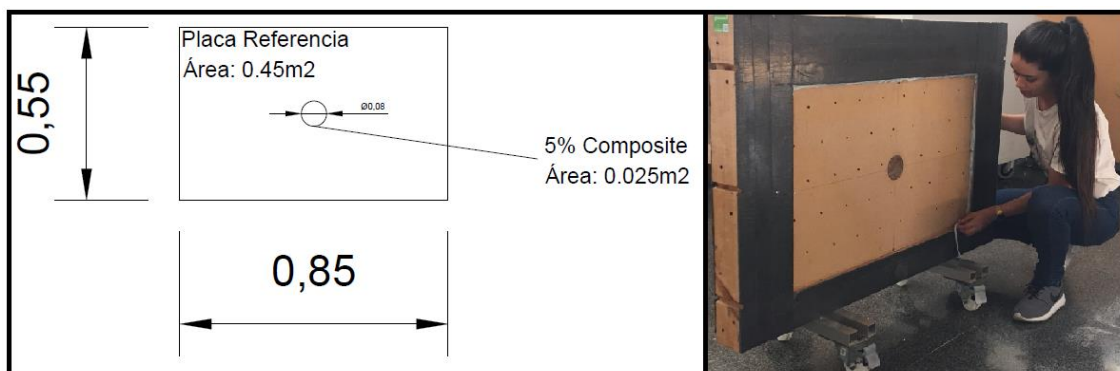 Placa Referencia
Área: 0.45m2
0,55
Ø0,08
5% Composite
Área: 0.025m2
0,85